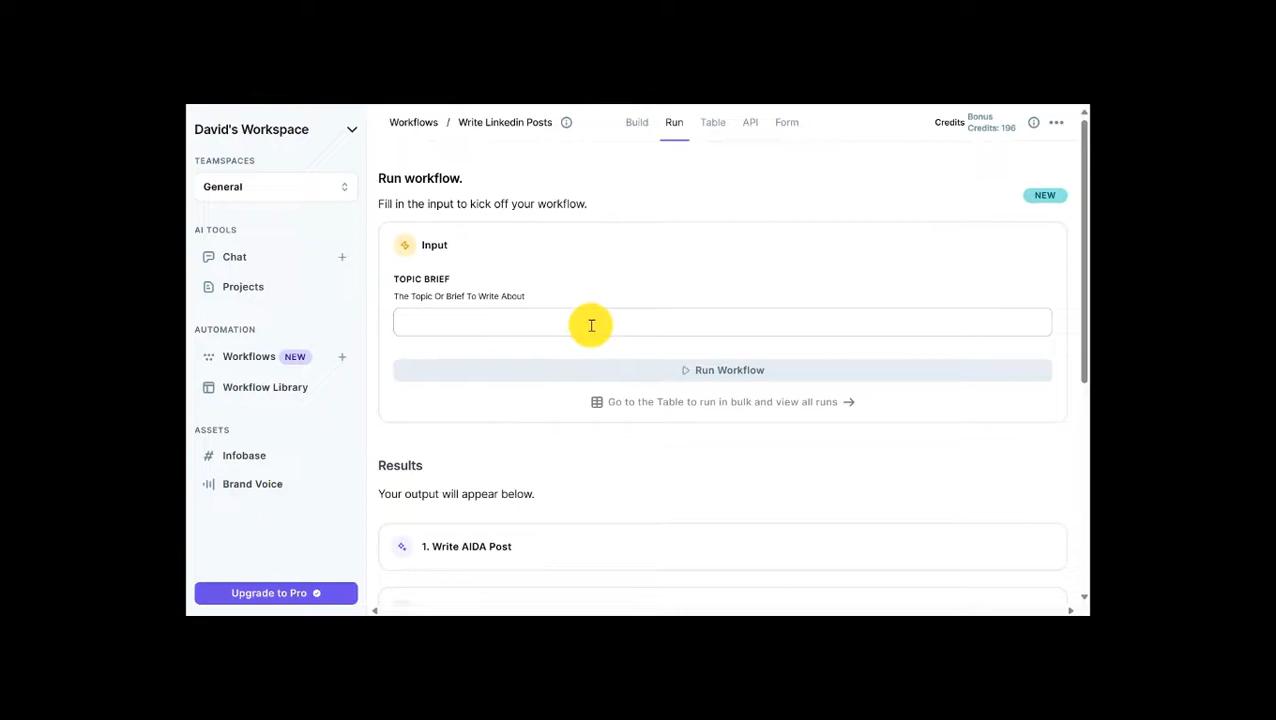 David's Workspace
TEAMSPACES
General
AI TOOLS
Chat
Projects
AUTOMATION
Workflows NEW
Workflow Library
ASSETS
Infobase
Brand Voice
Upgrade to Pro
Workflows / Write Linkedin Posts
Build Run Table API Form
Credits Bonus
Credits: 196
Run workflow.
Fill in the input to kick off your workflow.
NEW
Input
TOPIC BRIEF
The Topic Or Brief To Write About
Run Workflow
Go to the Table to run in bulk and view all runs
Results
Your output will appear below.
1. Write AIDA Post